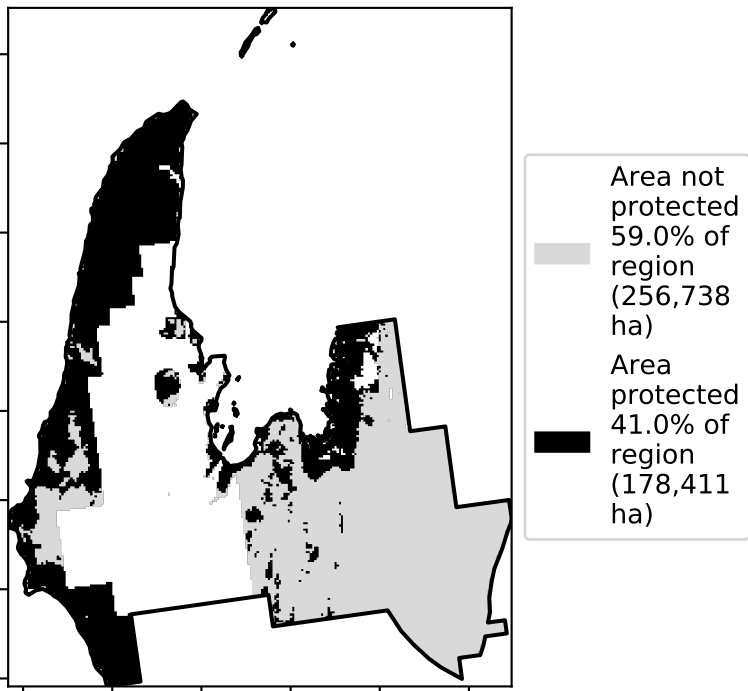 Area not
protected
59.0% of
region
(256,738
ha)
Area
protected
41.0% of
region
(178,411
ha)